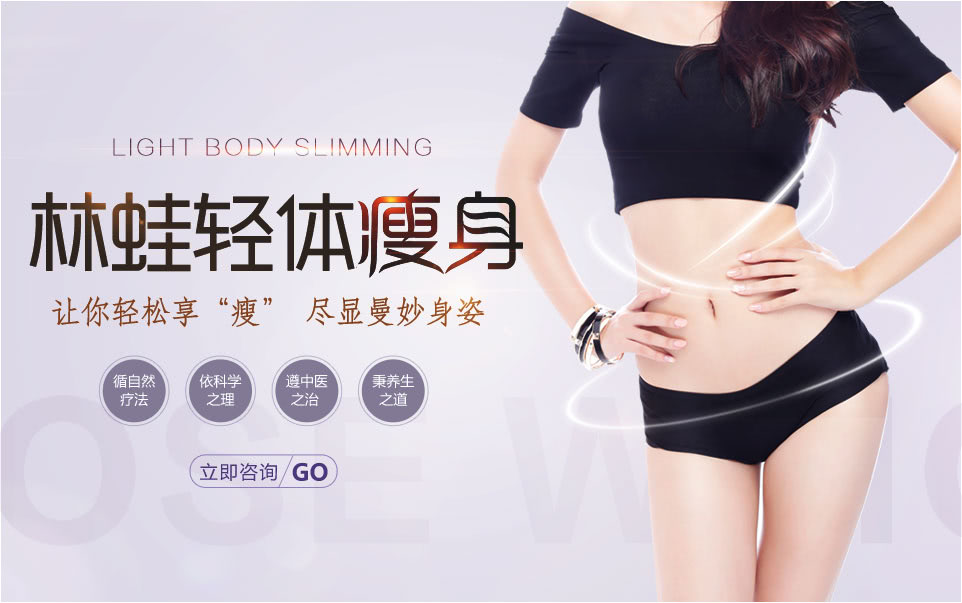 LIGHT BODY SLIMMING
林蛙轻体瘦身
让你轻松享“瘦” 尽显曼妙身姿
循自然
疗法
依科学
之理
遵中医
之治
秉养生
之道
立即咨询/GO
OSE W